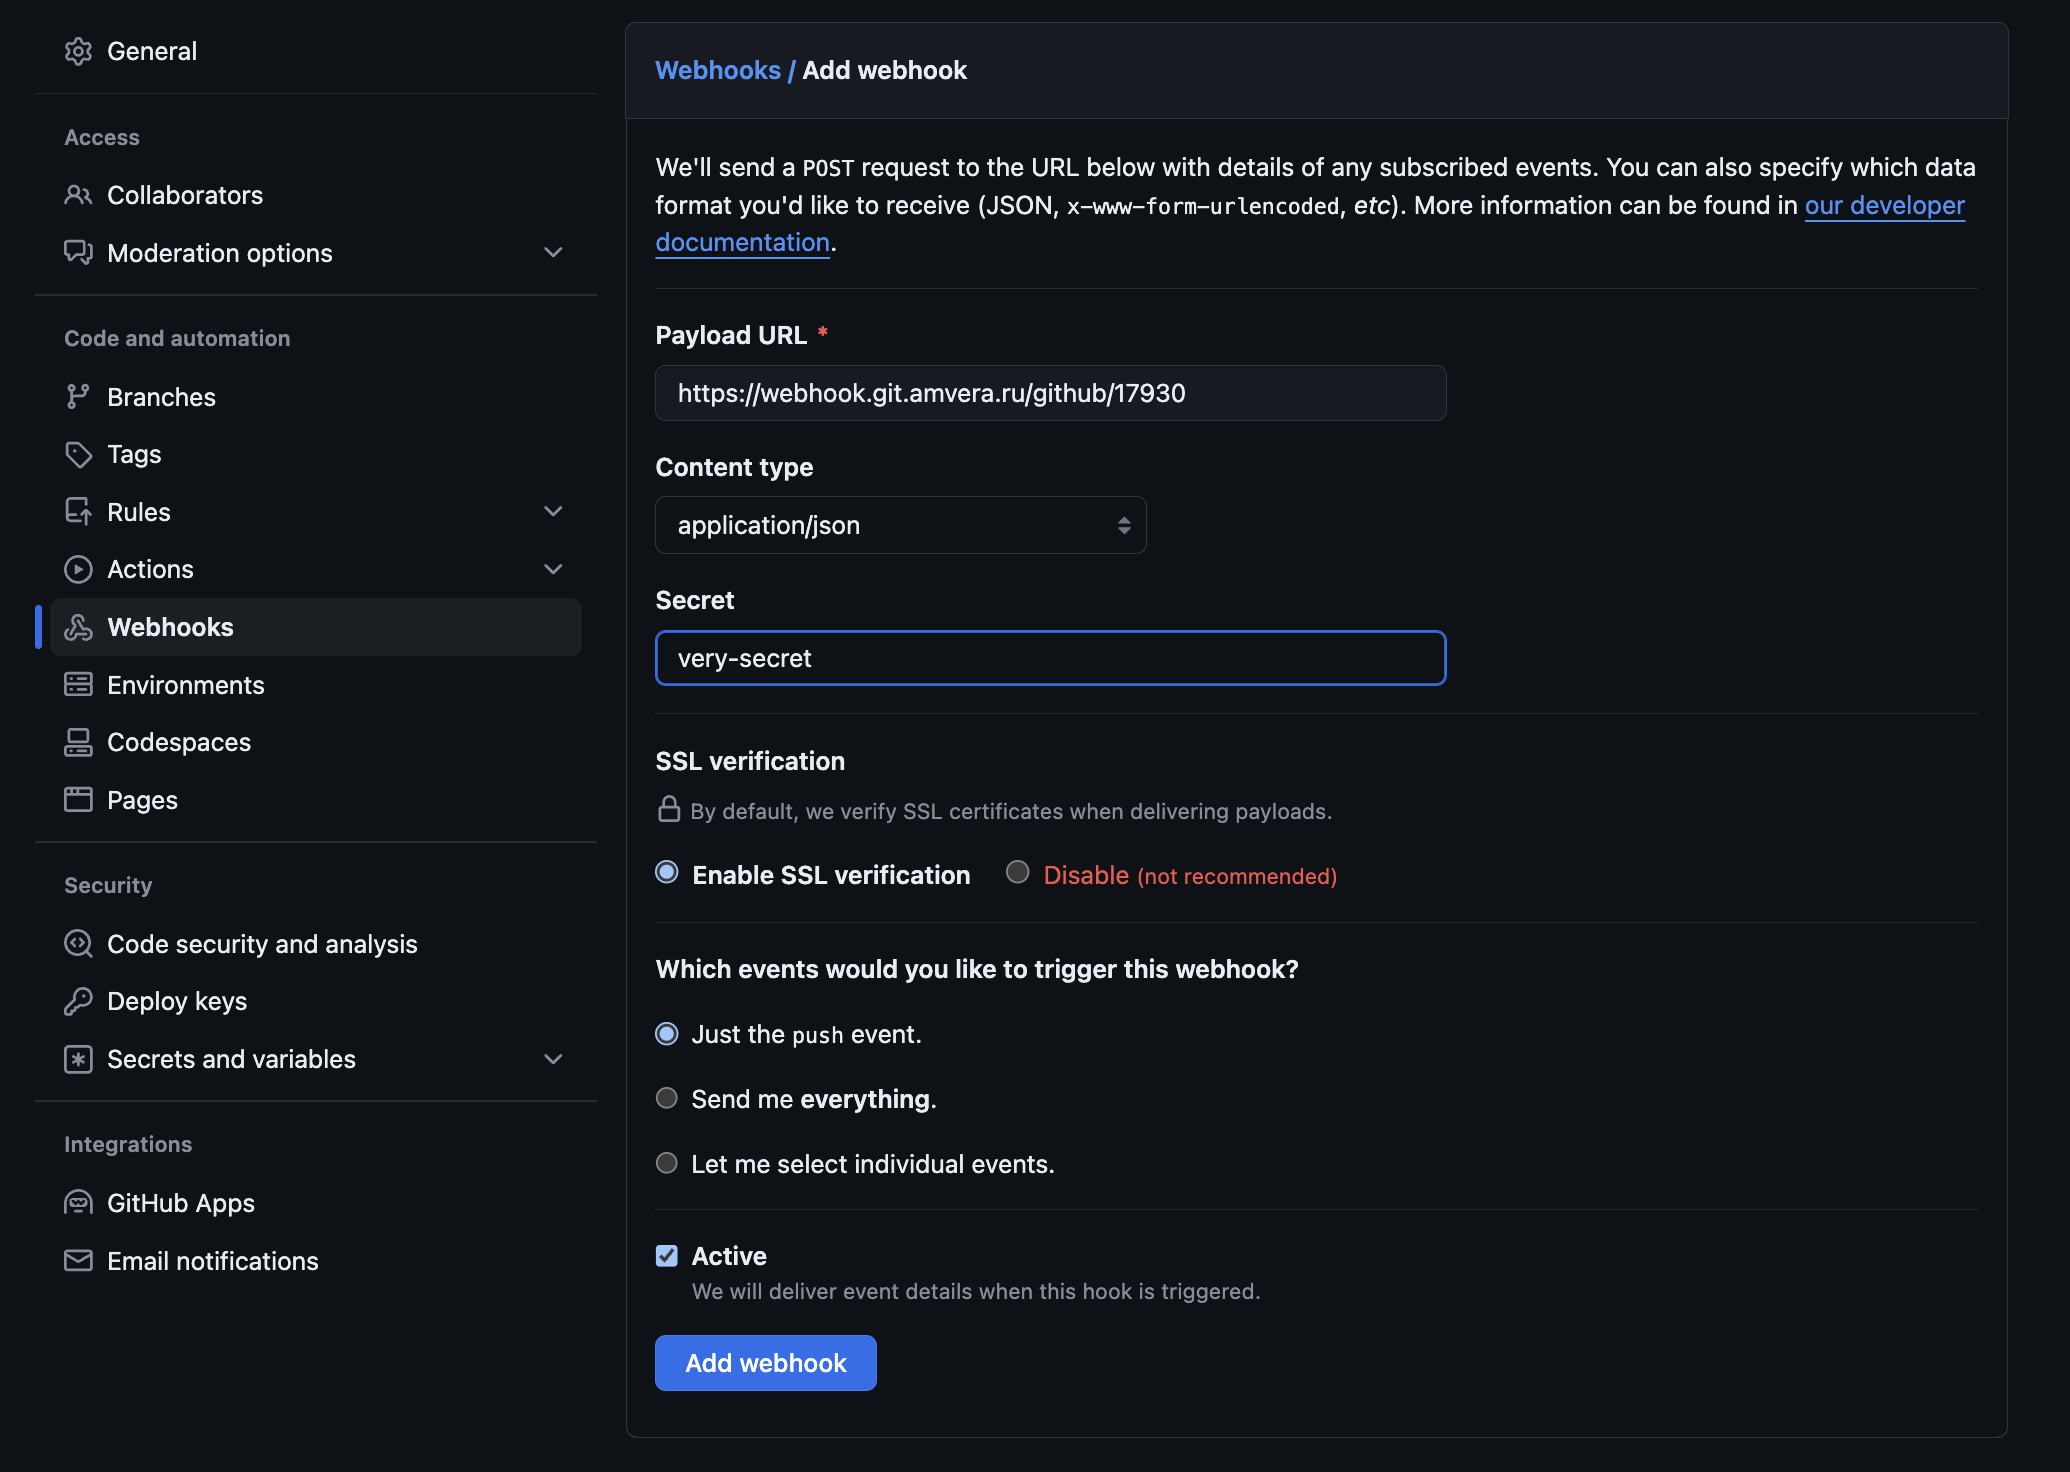 General
Access
Collaborators
Moderation options
Code and automation
Branches
Tags
Rules
Actions
Webhooks
Environments
Codespaces
Pages
Security
Code security and analysis
Deploy keys
Secrets and variables
Integrations
GitHub Apps
Email notifications
Webhooks / Add webhook
We'll send a POST request to the URL below with details of any subscribed events. You can also specify which data
format you'd like to receive (JSON, x-www-form-urlencoded, etc). More information can be found in our developer
documentation.
Payload URL *
https://webhook.git.amvera.ru/github/17930
Content type
application/json
Secret
very-secret
SSL verification
By default, we verify SSL certificates when delivering payloads.
Enable SSL verification Disable (not recommended)
Which events would you like to trigger this webhook?
Just the push event.
Send me everything.
Let me select individual events.
Active
We will deliver event details when this hook is triggered.
Add webhook